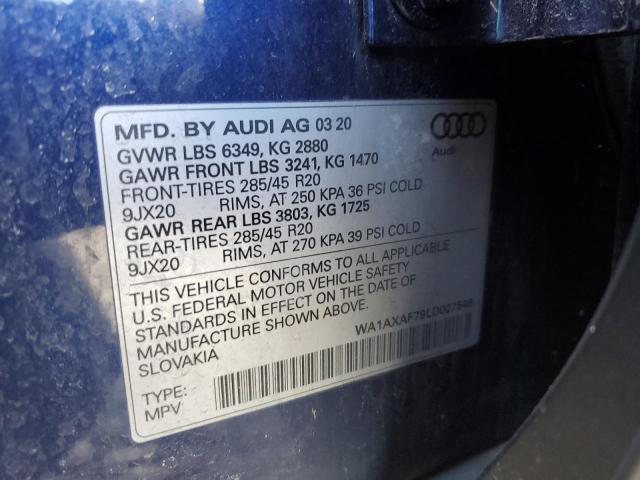 MFD. BY AUDI AG 03 20
GVWR LBS 6349, KG 2880
GAWR FRONT LBS 3241, KG 1470
FRONT-TIRES 285/45 R20
9JX20 RIMS, AT 250 KPA 36 PSI COLD
GAWR REAR LBS 3803, KG 1725
REAR-TIRES 285/45 R20
9JX20 RIMS, AT 270 KPA 39 PSI COLD
Audi
THIS VEHICLE CONFORMS TO ALL APPLICABLE
U.S. FEDERAL MOTOR VEHICLE SAFETY
STANDARDS IN EFFECT ON THE DATE OF
MANUFACTURE SHOWN ABOVE.
SLOVAKIA
WA1AXAF79LD007548
TYPE:
MPV